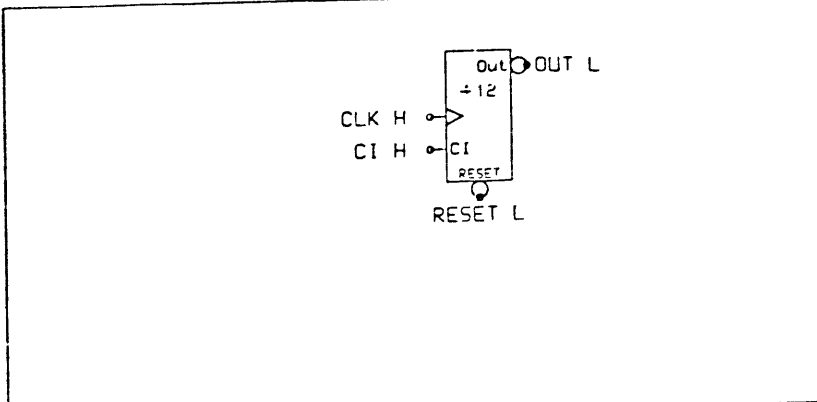 Out OUT L
÷12
CLK H
CI H CI
RESET
RESET L